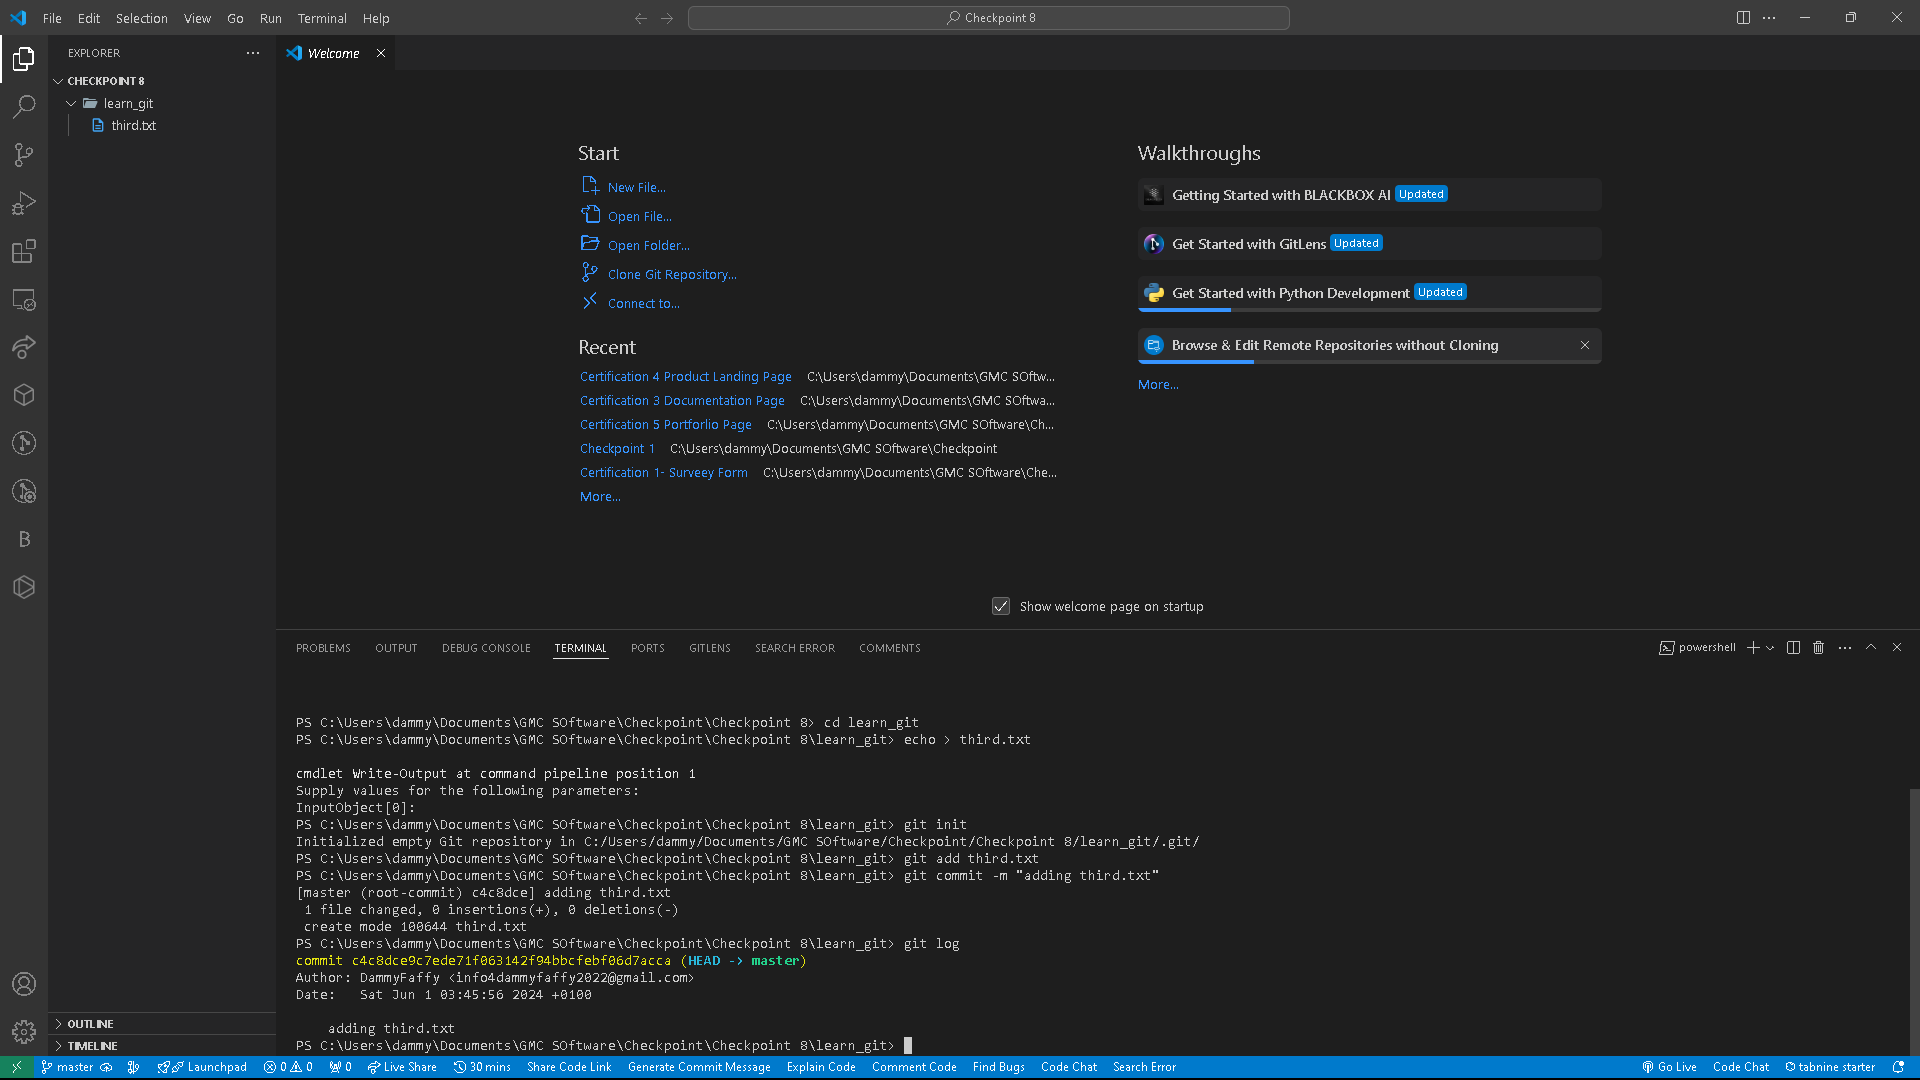 File Edit Selection View Go Run Terminal Help
Checkpoint 8
EXPLORER
CHECKPOINT 8
learn_git
third.txt
Welcome
Start
New File...
Open File...
Open Folder...
Clone Git Repository...
Connect to...
Recent
Certification 4 Product Landing Page C:\Users\dammy\Documents\GMC SOftw...
Certification 3 Documentation Page C:\Users\dammy\Documents\GMC SOftwa...
Certification 5 Portforlio Page C:\Users\dammy\Documents\GMC SOftware\Ch...
Checkpoint 1 C:\Users\dammy\Documents\GMC SOftware\Checkpoint
Certification 1- Surveey Form C:\Users\dammy\Documents\GMC SOftware\Che...
More...
Walkthroughs
Getting Started with BLACKBOX AI Updated
Get Started with GitLens Updated
Get Started with Python Development Updated
Browse & Edit Remote Repositories without Cloning
More...
Show welcome page on startup
PROBLEMS OUTPUT DEBUG CONSOLE TERMINAL PORTS GITLENS SEARCH ERROR COMMENTS
powershell
PS C:\Users\dammy\Documents\GMC SOftware\Checkpoint\Checkpoint 8> cd learn_git
PS C:\Users\dammy\Documents\GMC SOftware\Checkpoint\Checkpoint 8\learn_git> echo > third.txt
cmdlet Write-Output at command pipeline position 1
Supply values for the following parameters:
InputObject[0]:
PS C:\Users\dammy\Documents\GMC SOftware\Checkpoint\Checkpoint 8\learn_git> git init
Initialized empty Git repository in C:/Users/dammy/Documents/GMC SOftware/Checkpoint/Checkpoint 8/learn_git/.git/
PS C:\Users\dammy\Documents\GMC SOftware\Checkpoint\Checkpoint 8\learn_git> git add third.txt
PS C:\Users\dammy\Documents\GMC SOftware\Checkpoint\Checkpoint 8\learn_git> git commit -m "adding third.txt"
[master (root-commit) c4c8dce] adding third.txt
1 file changed, 0 insertions(+), 0 deletions(-)
create mode 100644 third.txt
PS C:\Users\dammy\Documents\GMC SOftware\Checkpoint\Checkpoint 8\learn_git> git log
commit c4c8dce9c7ede71f063142f94bbcfebf06d7acca (HEAD -> master)
Author: DammyFaffy <info4dammyfaffy2022@gmail.com>
Date: Sat Jun 1 03:45:56 2024 +0100
adding third.txt
PS C:\Users\dammy\Documents\GMC SOftware\Checkpoint\Checkpoint 8\learn_git>
OUTLINE
TIMELINE
master Launchpad 0 0 0 Live Share 30 mins Share Code Link Generate Commit Message Explain Code Comment Code Find Bugs Code Chat Search Error Go Live Code Chat tabnine starter